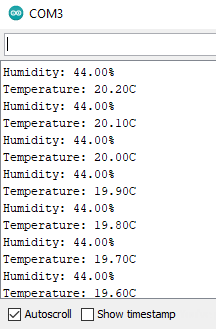 COM3
Humidity: 44.00%
Temperature: 20.20C
Humidity: 44.00%
Temperature: 20.10C
Humidity: 44.00%
Temperature: 20.00C
Humidity: 44.00%
Temperature: 19.90C
Humidity: 44.00%
Temperature: 19.80C
Humidity: 44.00%
Temperature: 19.70C
Humidity: 44.00%
Temperature: 19.60C
Autoscroll Show timestamp